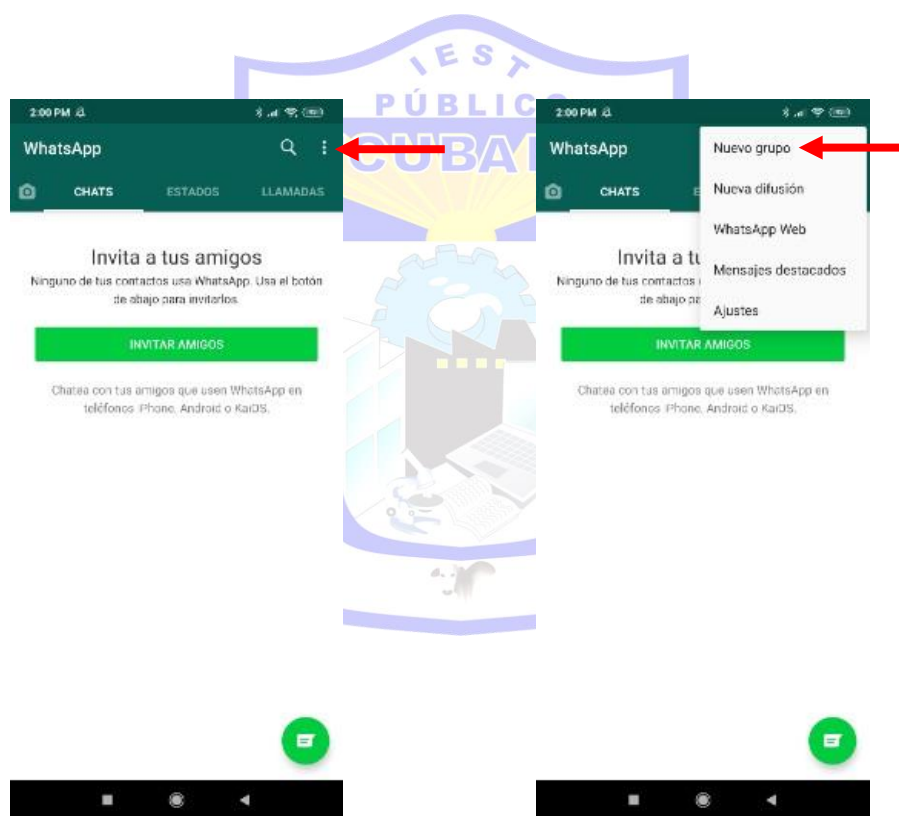 IEST
PÚBLIC
2:00 PM
WhatsApp
CHATS
ESTADOS
LLAMADAS
Invita a tus amigos
Ninguno de tus contactos usa WhatsApp. Usa el botón
de abajo para invitarlos.
INVITAR AMIGOS
Chatea con tus amigos que usen WhatsApp en
teléfonos iPhone, Android o KaiOS.
2:00 PM
WhatsApp
CHATS
E
Nuevo grupo
Nueva difusión
WhatsApp Web
Mensajes destacados
Ajustes
Invita a tu
Ninguno de tus contactos
de abajo pa
INVITAR AMIGOS
Chatea con tus amigos que usen WhatsApp en
teléfonos iPhone, Android o KaiOS.